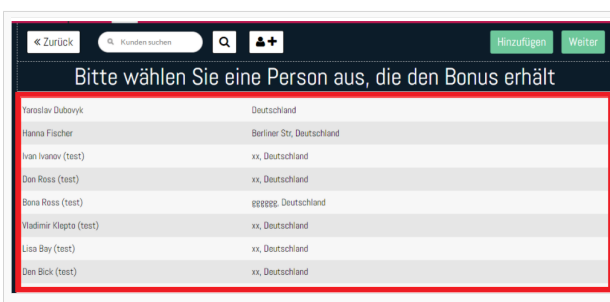 « Zurück Kunden suchen Hinzufügen Weiter
Bitte wählen Sie eine Person aus, die den Bonus erhält
Yaroslav Dubovyk Deutschland
Hanna Fischer Berliner Str, Deutschland
Ivan Ivanov (test) xx, Deutschland
Don Ross (test) xx, Deutschland
Bona Ross (test) gggggg, Deutschland
Vladimir Klepto (test) xx, Deutschland
Lisa Bay (test) xx, Deutschland
Den Bick (test) xx, Deutschland